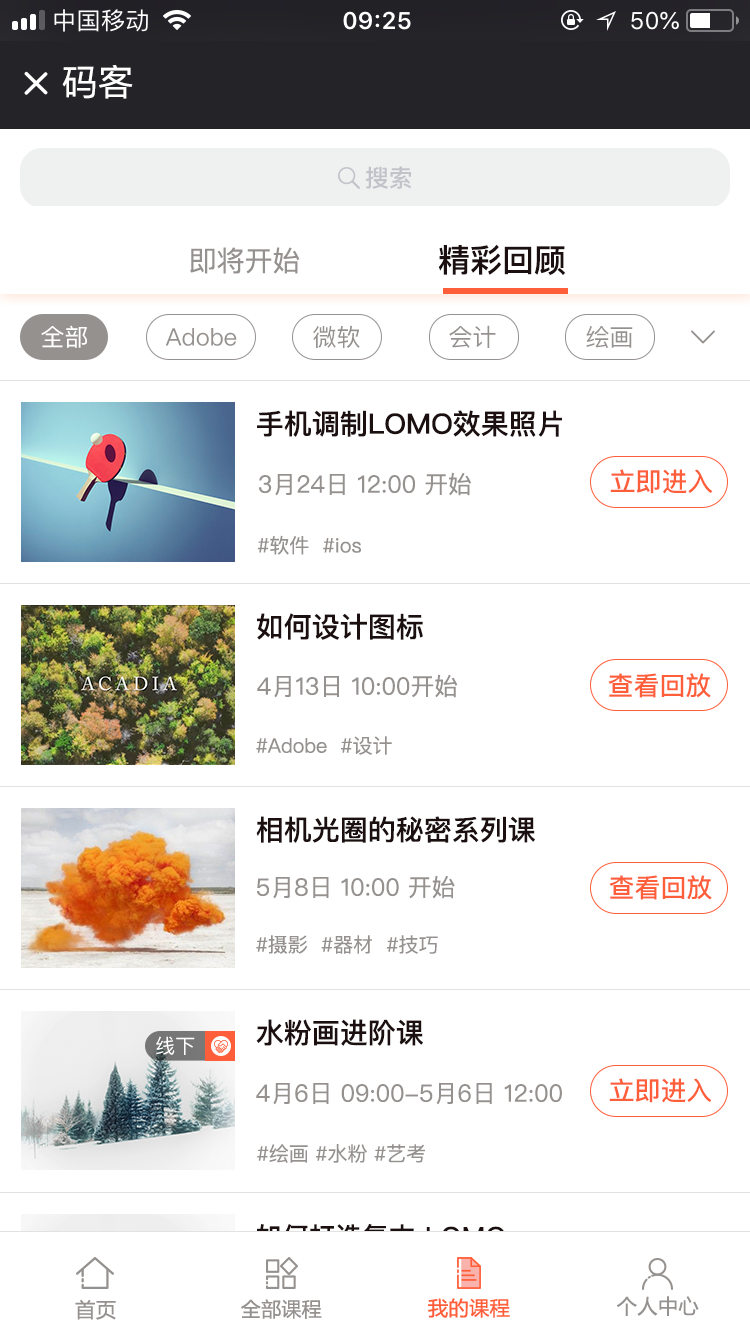 中国移动 09:25 50%
码客
搜索
即将开始 精彩回顾
全部 Adobe 微软 会计 绘画
手机调制LOMO效果照片
3月24日 12:00 开始
立即进入
#软件 #ios
ACADIA
如何设计图标
4月13日 10:00开始
查看回放
#Adobe #设计
相机光圈的秘密系列课
5月8日 10:00 开始
查看回放
#摄影 #器材 #技巧
线下
水粉画进阶课
4月6日 09:00–5月6日 12:00
立即进入
#绘画 #水粉 #艺考
首页 全部课程 我的课程 个人中心